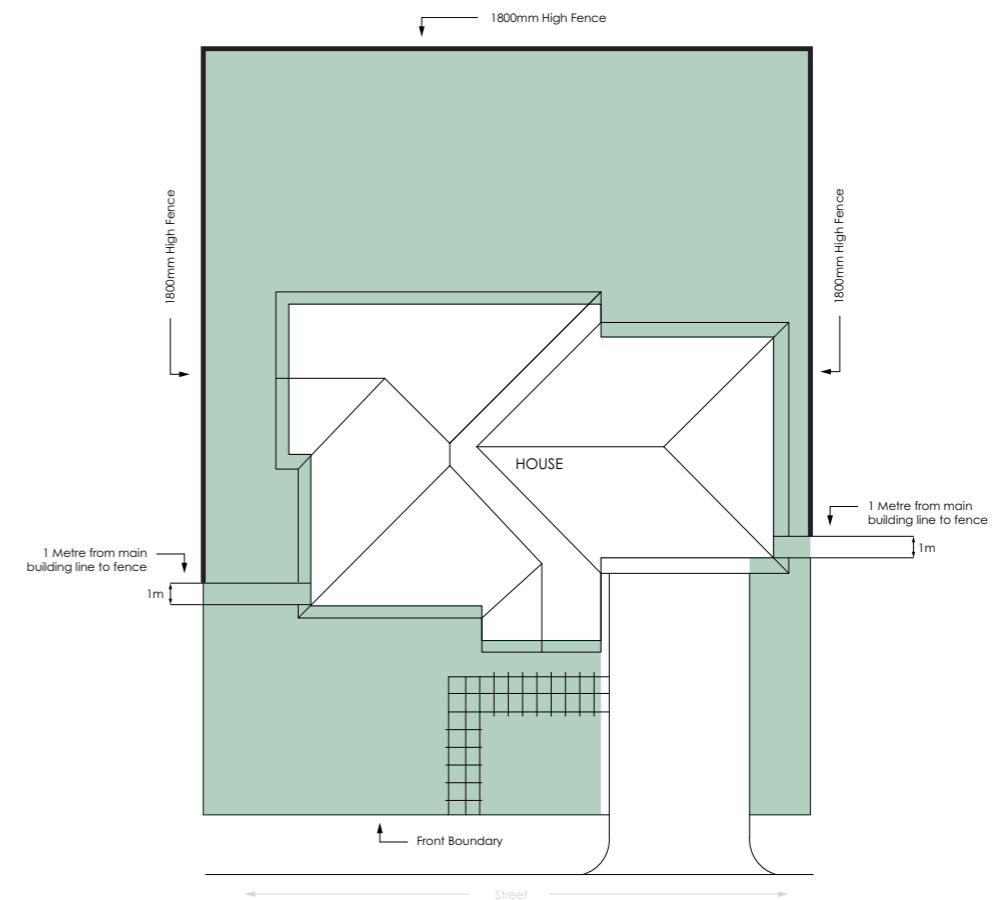 1800mm High Fence
1800mm High Fence
1800mm High Fence
HOUSE
1 Metre from main
building line to fence
1m
1 Metre from main
building line to fence
1m
Front Boundary
Street